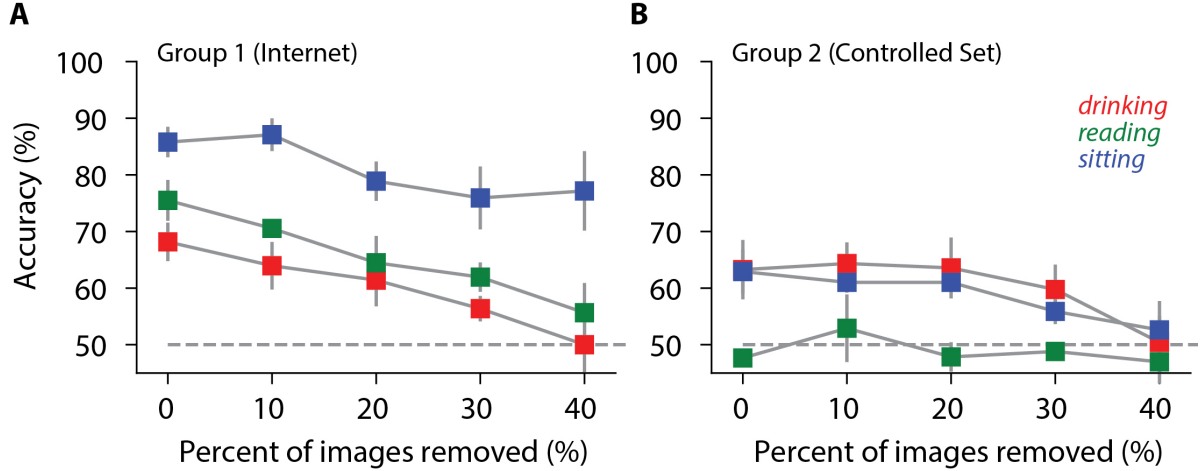 A
Group 1 (Internet)
Accuracy (%)
100
90
80
70
60
50
0 10 20 30 40
Percent of images removed (%)
B
Group 2 (Controlled Set)
drinking
reading
sitting
100
90
80
70
60
50
0 10 20 30 40
Percent of images removed (%)